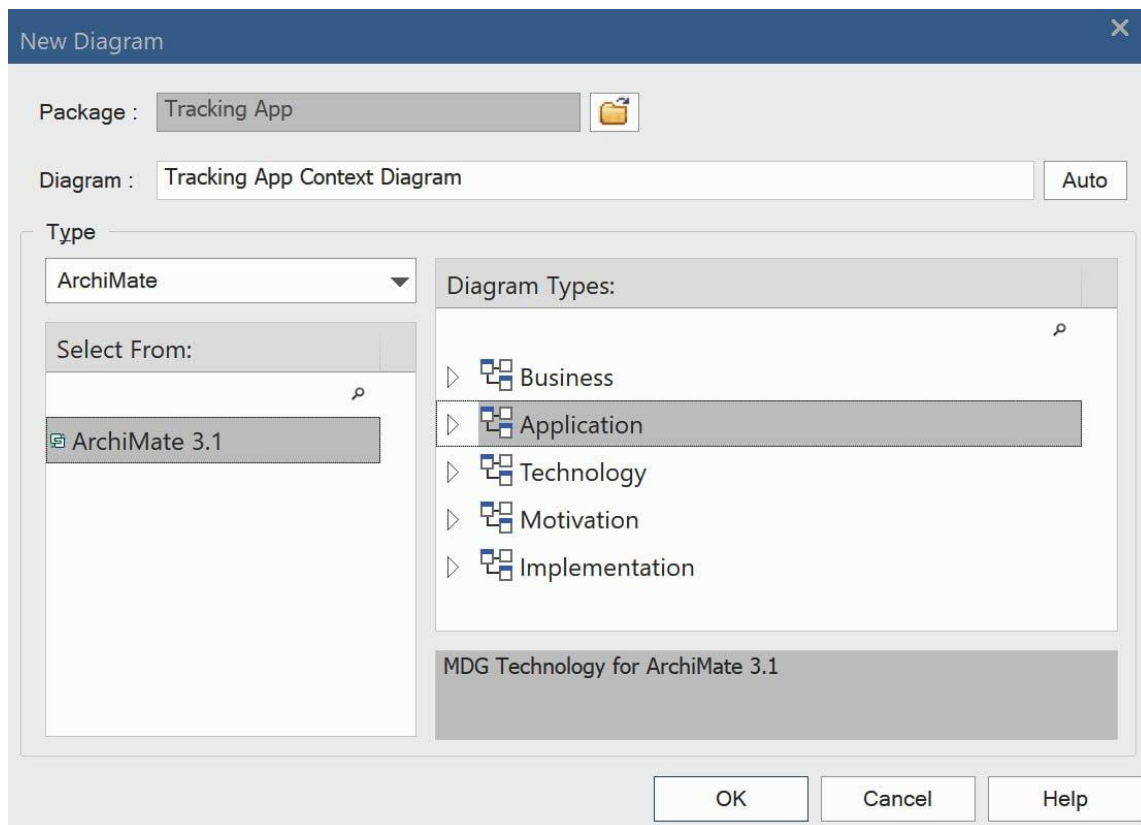 New Diagram
Package :
Tracking App
Diagram :
Tracking App Context Diagram
Auto
Type
ArchiMate
Select From:
ArchiMate 3.1
Diagram Types:
Business
Application
Technology
Motivation
Implementation
MDG Technology for ArchiMate 3.1
OK
Cancel
Help